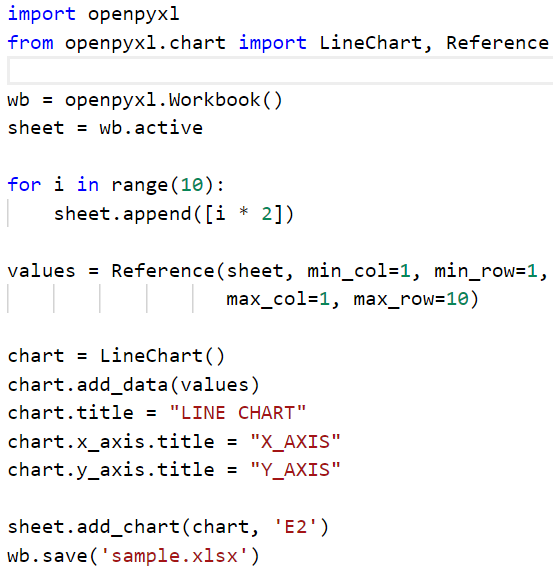 import openpyxl
from openpyxl.chart import LineChart, Reference
wb = openpyxl.Workbook()
sheet = wb.active
for i in range(10):
    sheet.append([i * 2])
values = Reference(sheet, min_col=1, min_row=1,
                   max_col=1, max_row=10)
chart = LineChart()
chart.add_data(values)
chart.title = "LINE CHART"
chart.x_axis.title = "X_AXIS"
chart.y_axis.title = "Y_AXIS"
sheet.add_chart(chart, 'E2')
wb.save('sample.xlsx')